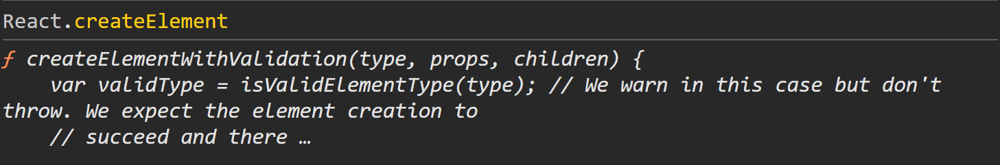 React.createElement
ƒ createElementWithValidation(type, props, children) {
    var validType = isValidElementType(type); // We warn in this case but don't
throw. We expect the element creation to
    // succeed and there …